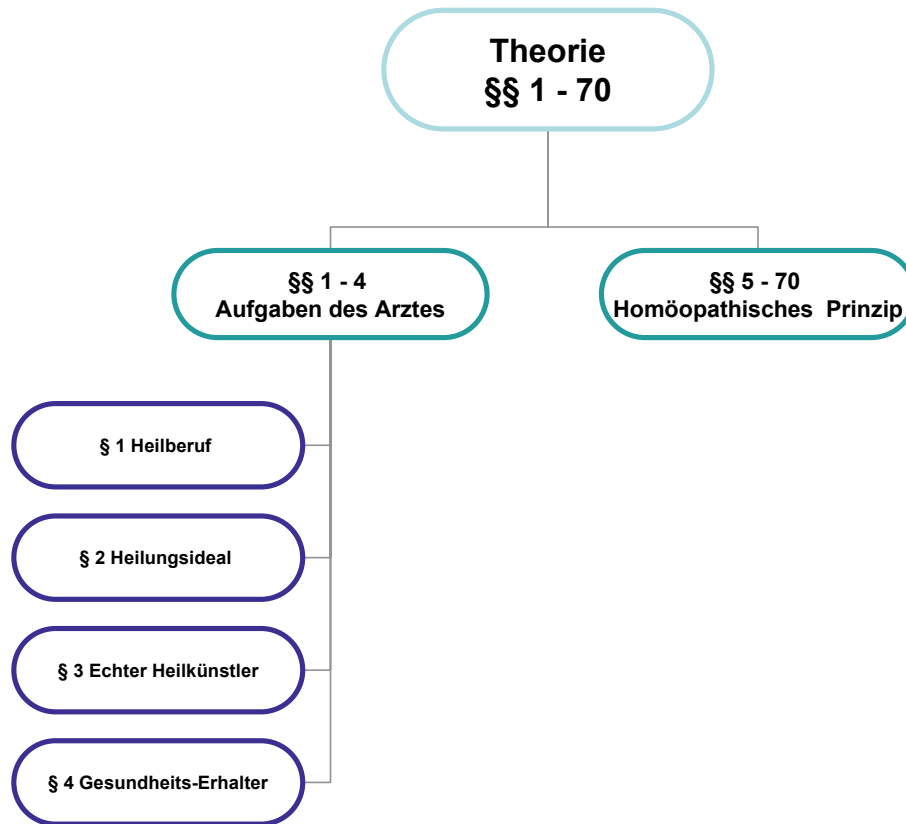 Theorie
§§ 1 - 70
§§ 1 - 4
Aufgaben des Arztes
§§ 5 - 70
Homöopathisches Prinzip
§ 1 Heilberuf
§ 2 Heilungsideal
§ 3 Echter Heilkünstler
§ 4 Gesundheits-Erhalter